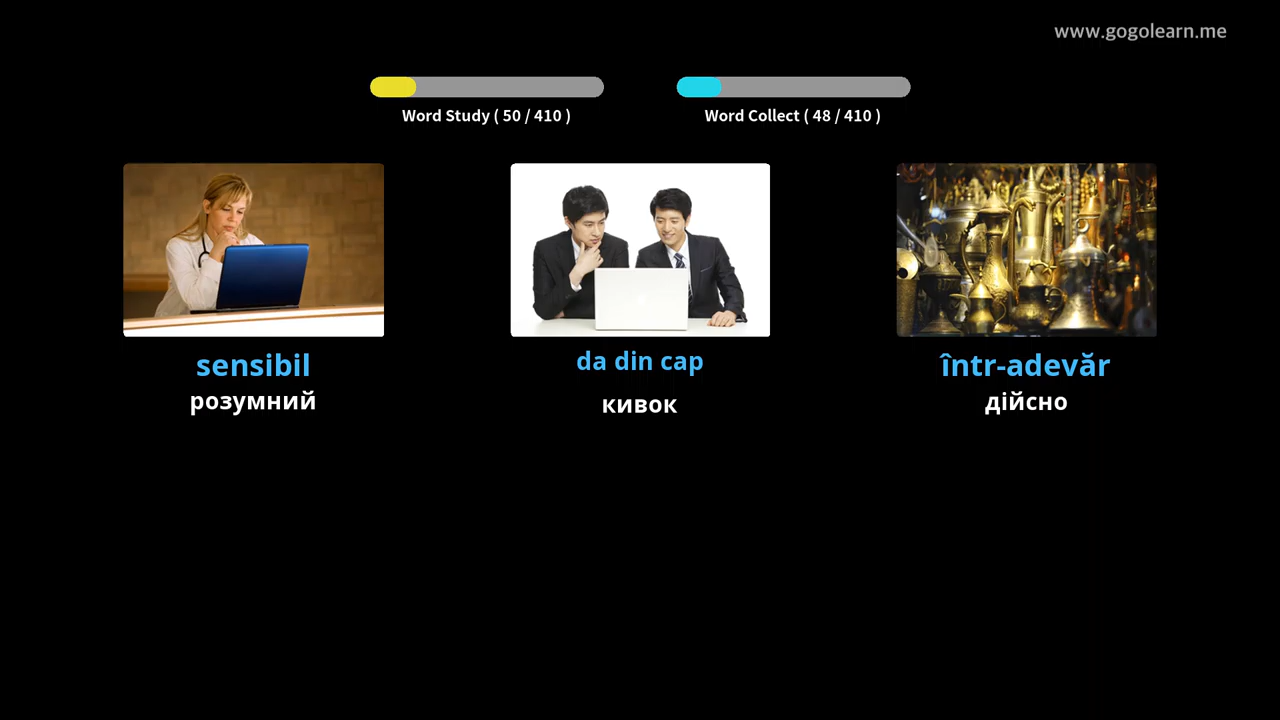 www.gogolearn.me
Word Study ( 50 / 410 )
Word Collect ( 48 / 410 )
sensibil
розумний
da din cap
кивок
într-adevăr
дійсно